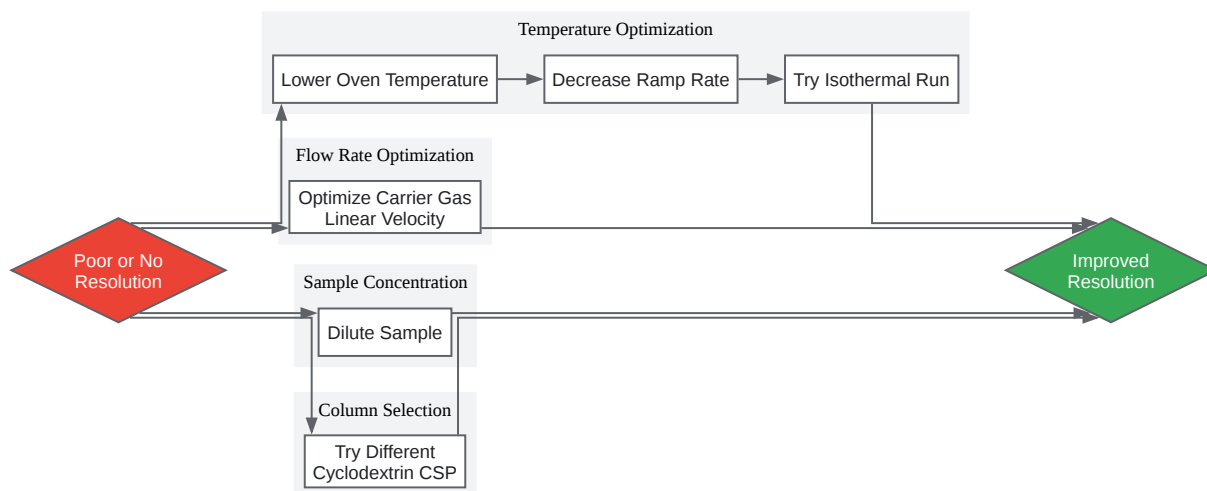 Temperature Optimization
Lower Oven Temperature
Decrease Ramp Rate
Try Isothermal Run
Flow Rate Optimization
Optimize Carrier Gas
Linear Velocity
Poor or No
Resolution
Improved
Resolution
Sample Concentration
Dilute Sample
Column Selection
Try Different
Cyclodextrin CSP